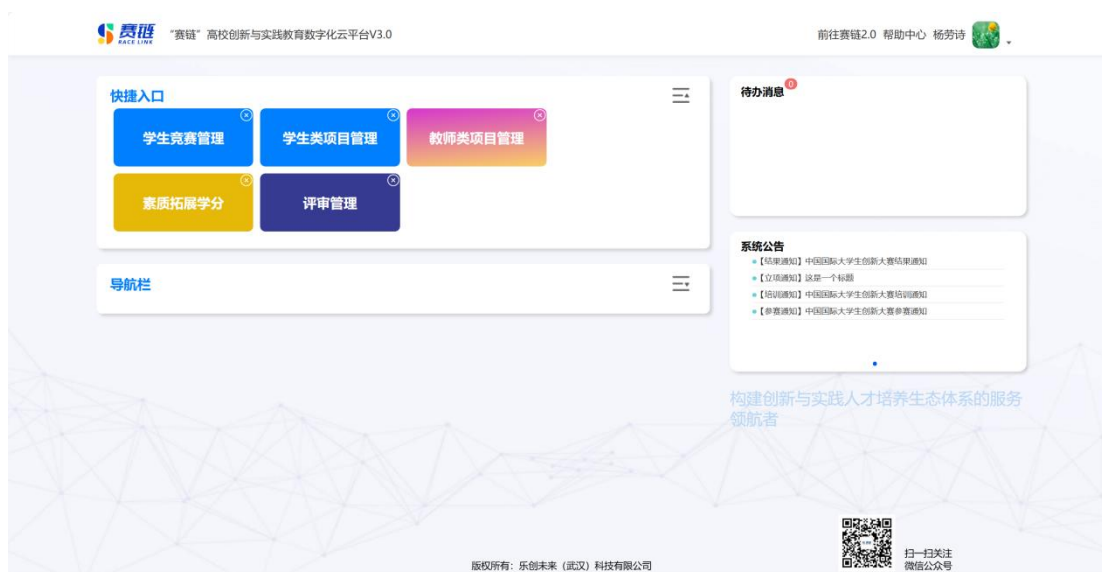 赛链
RACE LINK
“赛链”高校创新与实践教育数字化云平台V3.0
前往赛链2.0 帮助中心 杨劳诗
快捷入口
学生竞赛管理
学生类项目管理
教师类项目管理
素质拓展学分
评审管理
导航栏
待办消息
0
系统公告
【结果通知】中国国际大学生创新大赛结果通知
【立项通知】这是一个标题
【培训通知】中国国际大学生创新大赛培训通知
【参赛通知】中国国际大学生创新大赛参赛通知
构建创新与实践人才培养生态体系的服务
领航者
扫一扫关注
微信公众号
版权所有：乐创未来（武汉）科技有限公司